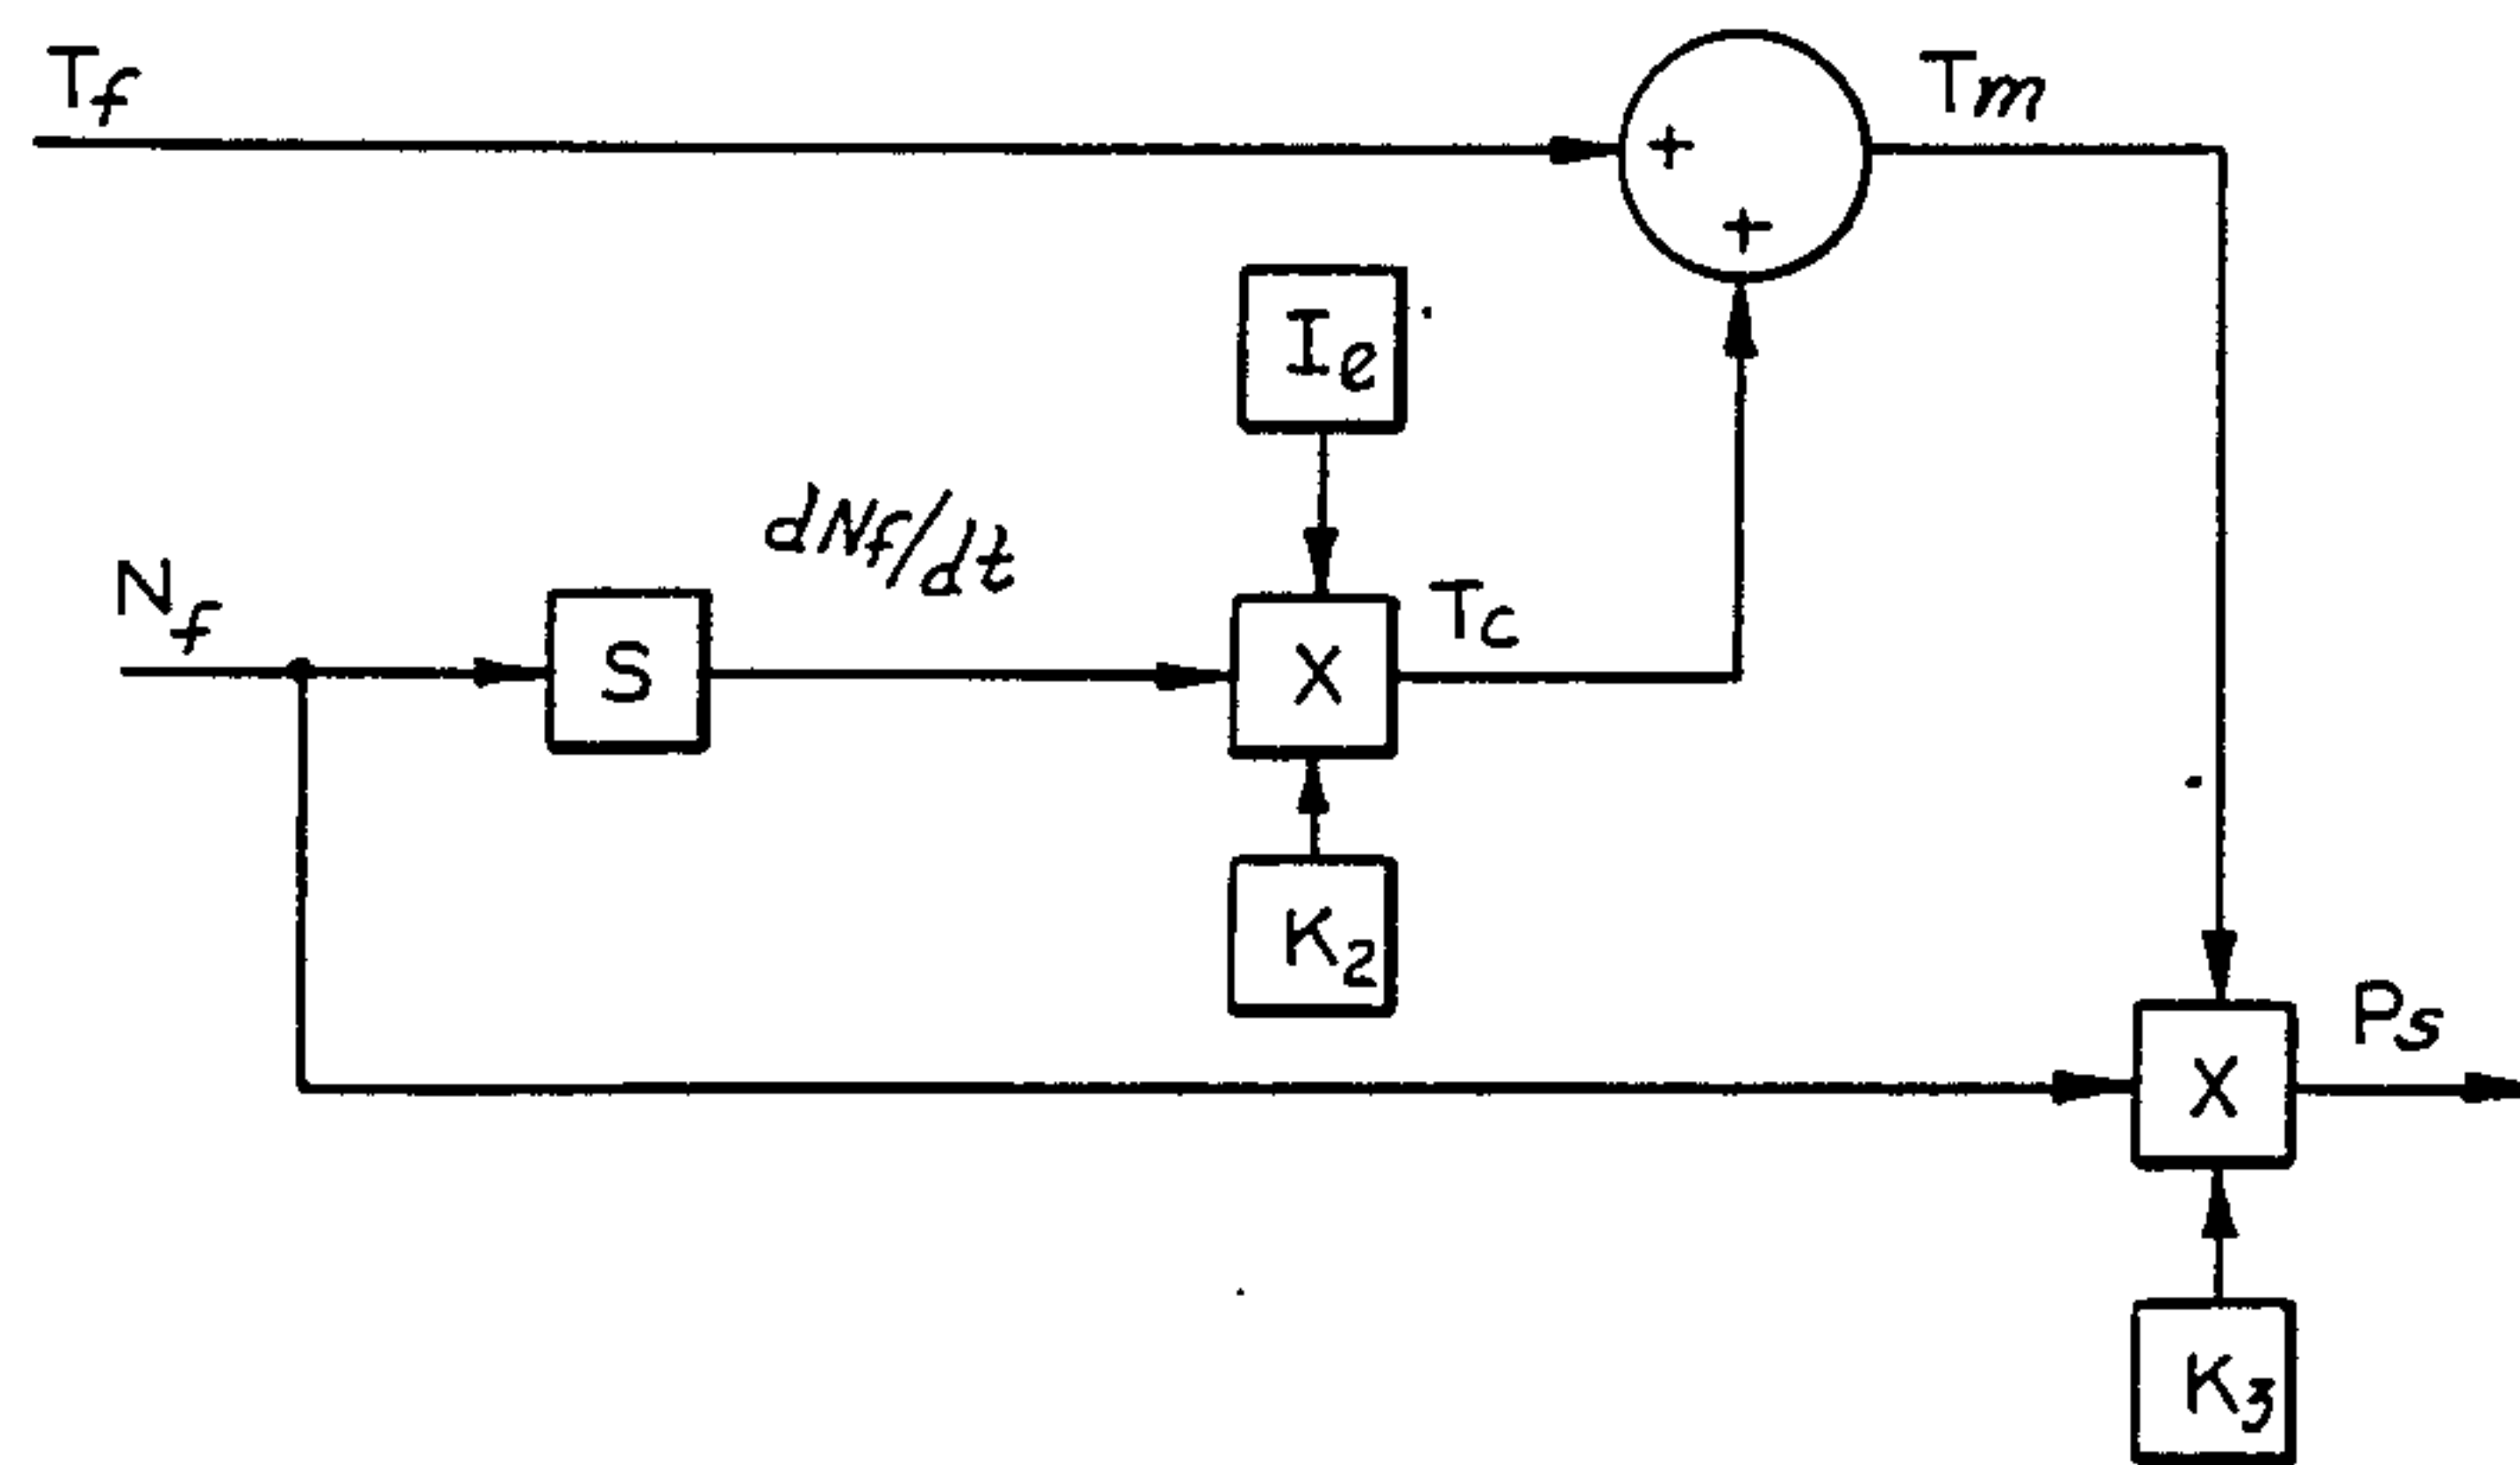 Tf
Tm
+
+
Ie
dNf/dt
Nf
S
X
Tc
K2
Ps
X
K3